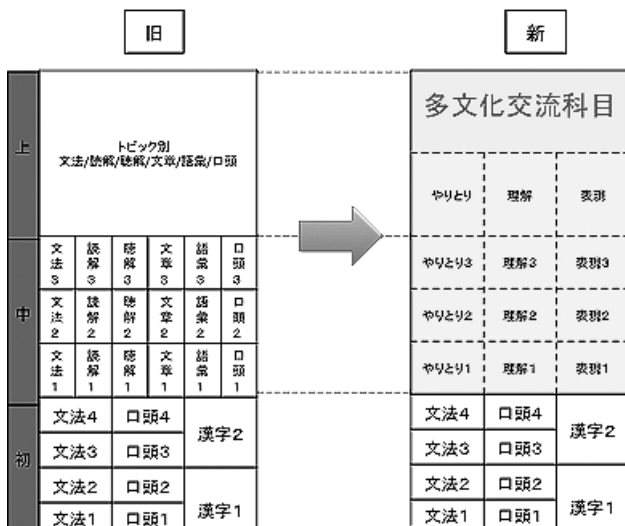 旧
新
上
トピック別
文法/読解/聴解/文章/語彙/口頭
多文化交流科目
やりとり 理解 表現
中
文法3 読解3 聴解3 文章3 語彙3 口頭3
やりとり3 理解3 表現3
文法2 読解2 聴解2 文章2 語彙2 口頭2
やりとり2 理解2 表現2
文法1 読解1 聴解1 文章1 語彙1 口頭1
やりとり1 理解1 表現1
初
文法4 口頭4 漢字2
文法3 口頭3
文法2 口頭2 漢字1
文法1 口頭1
文法4 口頭4 漢字2
文法3 口頭3
文法2 口頭2 漢字1
文法1 口頭1